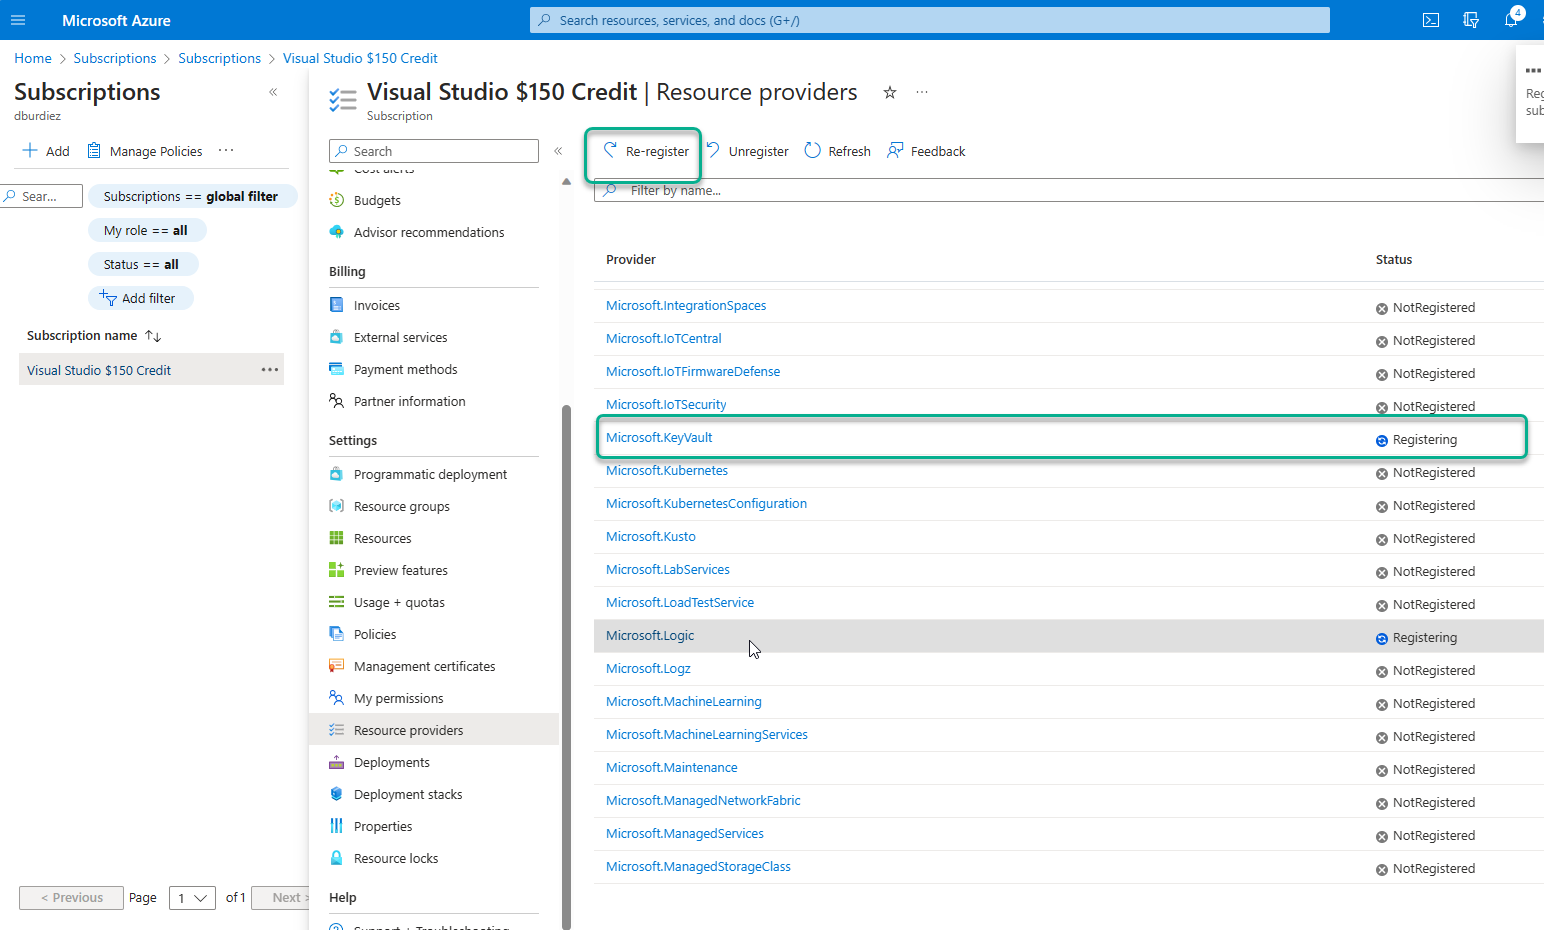 Microsoft Azure
Search resources, services, and docs (G+/)
4
Home > Subscriptions > Subscriptions > Visual Studio $150 Credit
Subscriptions
dburdiez
Add
Manage Policies
Sear...
Subscriptions == global filter
My role == all
Status == all
Add filter
Subscription name
Visual Studio $150 Credit
< Previous
Page
1
of 1
Next >
Visual Studio $150 Credit | Resource providers
Subscription
Search
Cost alerts
Budgets
Advisor recommendations
Billing
Invoices
External services
Payment methods
Partner information
Settings
Programmatic deployment
Resource groups
Resources
Preview features
Usage + quotas
Policies
Management certificates
My permissions
Resource providers
Deployments
Deployment stacks
Properties
Resource locks
Help
Support + Troubleshooting
Re-register
Unregister
Refresh
Feedback
Filter by name...
Provider Status
Microsoft.IntegrationSpaces NotRegistered
Microsoft.IoTCentral NotRegistered
Microsoft.IoTFirmwareDefense NotRegistered
Microsoft.IoTSecurity NotRegistered
Microsoft.KeyVault Registering
Microsoft.Kubernetes NotRegistered
Microsoft.KubernetesConfiguration NotRegistered
Microsoft.Kusto NotRegistered
Microsoft.LabServices NotRegistered
Microsoft.LoadTestService NotRegistered
Microsoft.Logic Registering
Microsoft.Logz NotRegistered
Microsoft.MachineLearning NotRegistered
Microsoft.MachineLearningServices NotRegistered
Microsoft.Maintenance NotRegistered
Microsoft.ManagedNetworkFabric NotRegistered
Microsoft.ManagedServices NotRegistered
Microsoft.ManagedStorageClass NotRegistered
Reg
sub